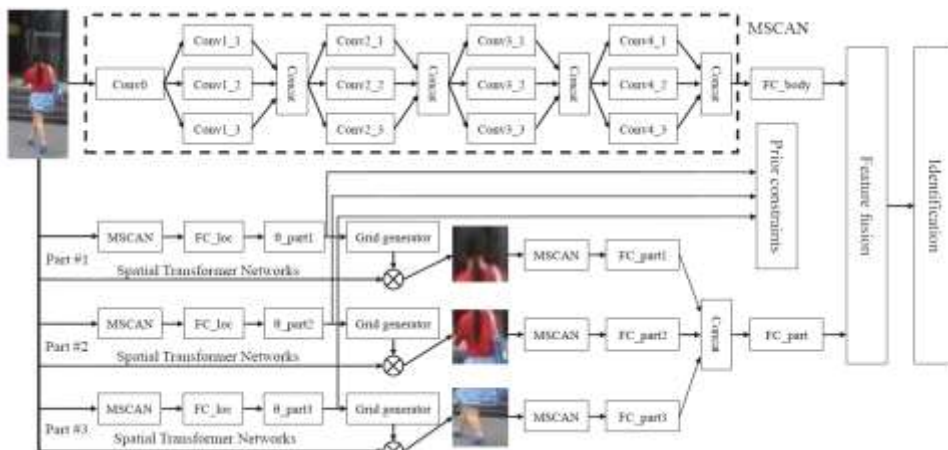 MSCAN
Conv0
Conv1_1
Conv1_2
Conv1_3
Concat
Conv2_1
Conv2_2
Conv2_3
Concat
Conv3_1
Conv3_2
Conv3_3
Concat
Conv4_1
Conv4_2
Conv4_3
Concat
FC_body
Prior constraints
Feature fusion
Identification
Part #1
MSCAN
FC_loc
θ_part1
Grid generator
Spatial Transformer Networks
MSCAN
FC_part1
Part #2
MSCAN
FC_loc
θ_part2
Grid generator
Spatial Transformer Networks
MSCAN
FC_part2
Concat
FC_part
Part #3
MSCAN
FC_loc
θ_part3
Grid generator
Spatial Transformer Networks
MSCAN
FC_part3